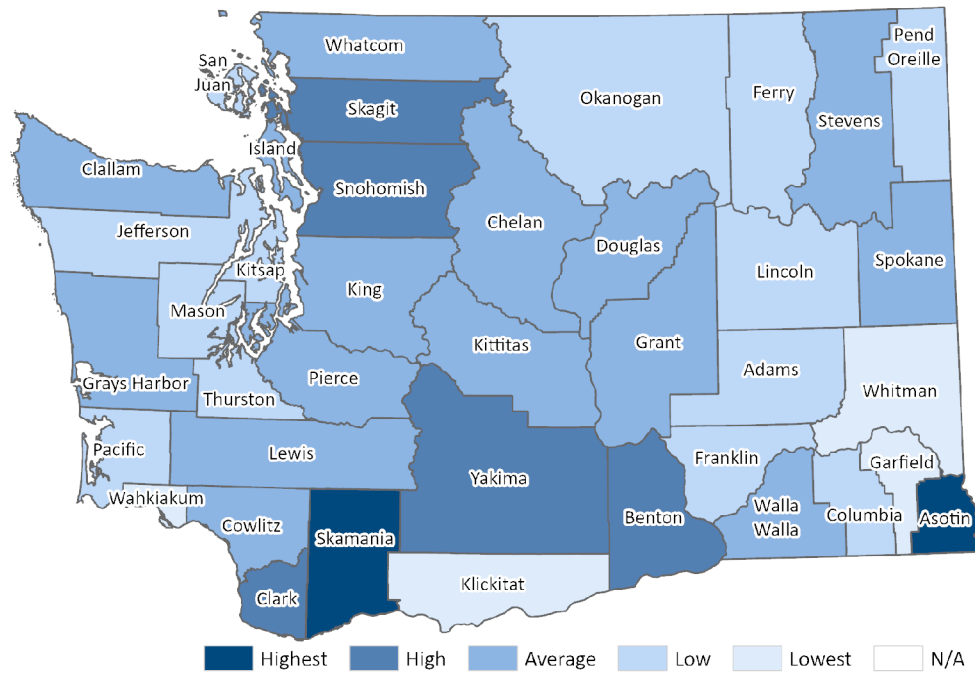 Whatcom
San
Juan
Skagit
Okanogan
Ferry
Pend
Oreille
Stevens
Island
Clallam
Snohomish
Chelan
Jefferson
Douglas
Kitsap
Lincoln
Spokane
King
Mason
Kittitas
Grant
Grays Harbor
Pierce
Adams
Thurston
Whitman
Pacific
Lewis
Yakima
Franklin
Garfield
Wahkiakum
Cowlitz
Skamania
Benton
Walla
Walla
Columbia
Asotin
Klickitat
Clark
Highest
High
Average
Low
Lowest
N/A